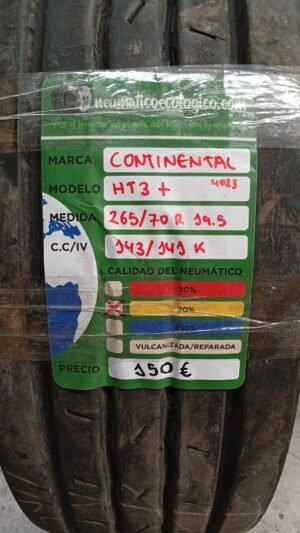 neumaticoecologico.com
MARCA CONTINENTAL
MODELO HT3 + 4023
MEDIDA 265/70 R 19.5
C.C/IV 143/141 K
CALIDAD DEL NEUMÁTICO
50%
70%
100%
VULCANIZADA/REPARADA
PRECIO 150 €